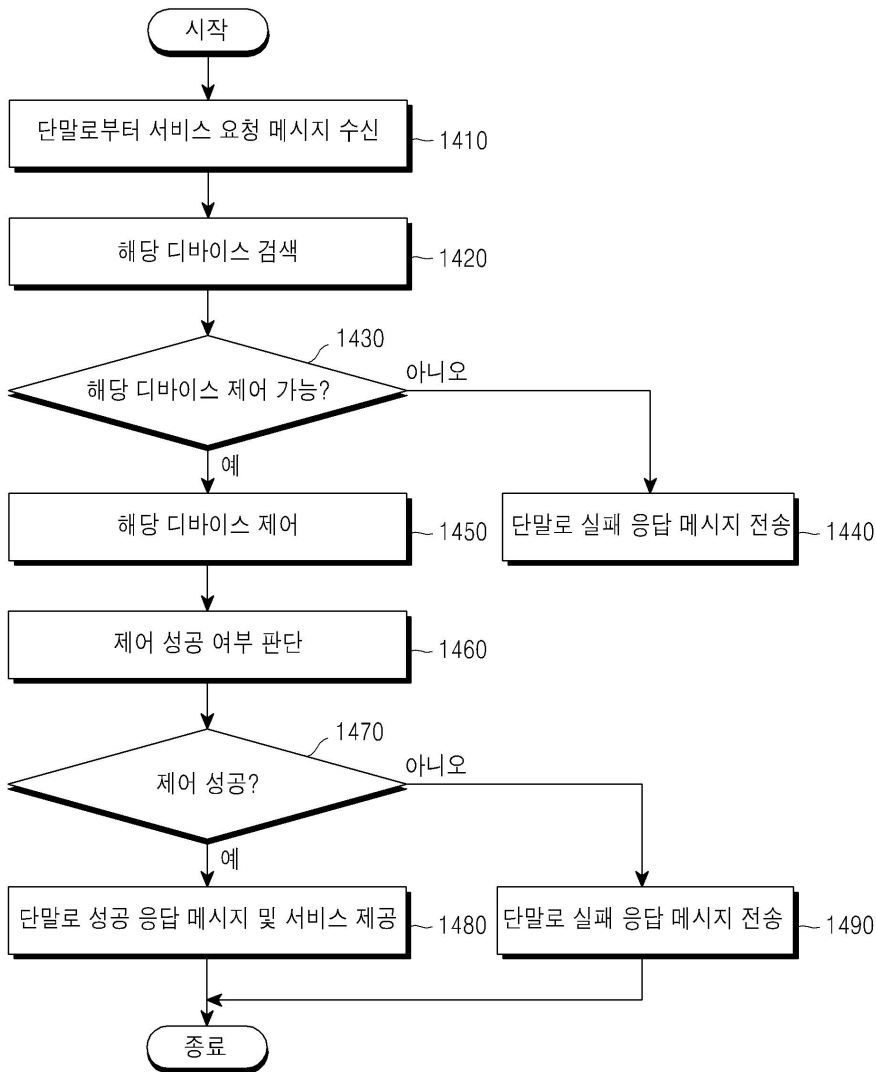 시작
단말로부터 서비스 요청 메시지 수신
1410
해당 디바이스 검색
1420
1430
해당 디바이스 제어 가능?
아니오
예
해당 디바이스 제어
1450
단말로 실패 응답 메시지 전송
1440
제어 성공 여부 판단
1460
1470
제어 성공?
아니오
예
단말로 성공 응답 메시지 및 서비스 제공
1480
단말로 실패 응답 메시지 전송
1490
종료